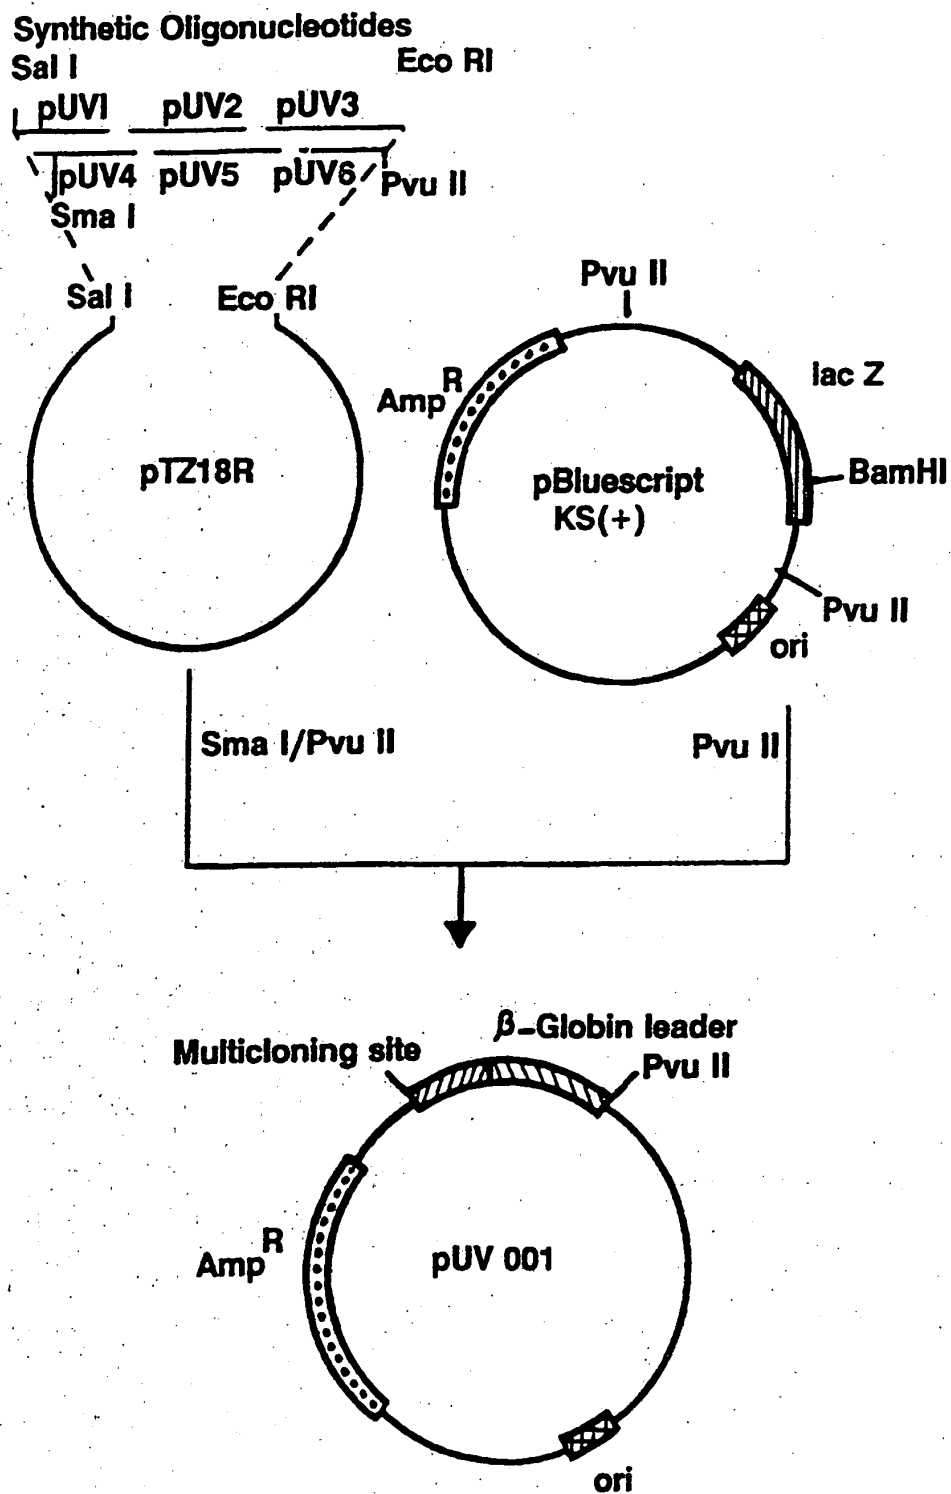 Synthetic Oligonucleotides
Sal I
Eco RI
pUV1 pUV2 pUV3
pUV4 pUV5 pUV6
Pvu II
Sma I
Sal I
Eco RI
pTZ18R
Pvu II
Amp R
lac Z
BamHI
pBluescript
KS(+)
Pvu II
ori
Sma I/Pvu II
Pvu II
β-Globin leader
Multicloning site
Pvu II
Amp R
pUV 001
ori